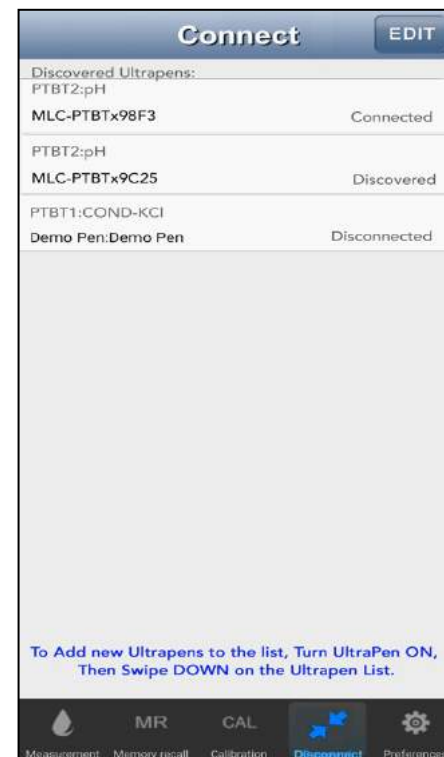 Connect
EDIT
Discovered Ultrapens:
PTBT2:pH
MLC-PTBTx98F3
Connected
PTBT2:pH
MLC-PTBTx9C25
Discovered
PTBT1:COND-KCl
Demo Pen:Demo Pen
Disconnected
To Add new Ultrapens to the list, Turn UltraPen ON,
Then Swipe DOWN on the Ultrapen List.
MR
CAL
Measurement
Memory recall
Calibration
Disconnect
Preferences